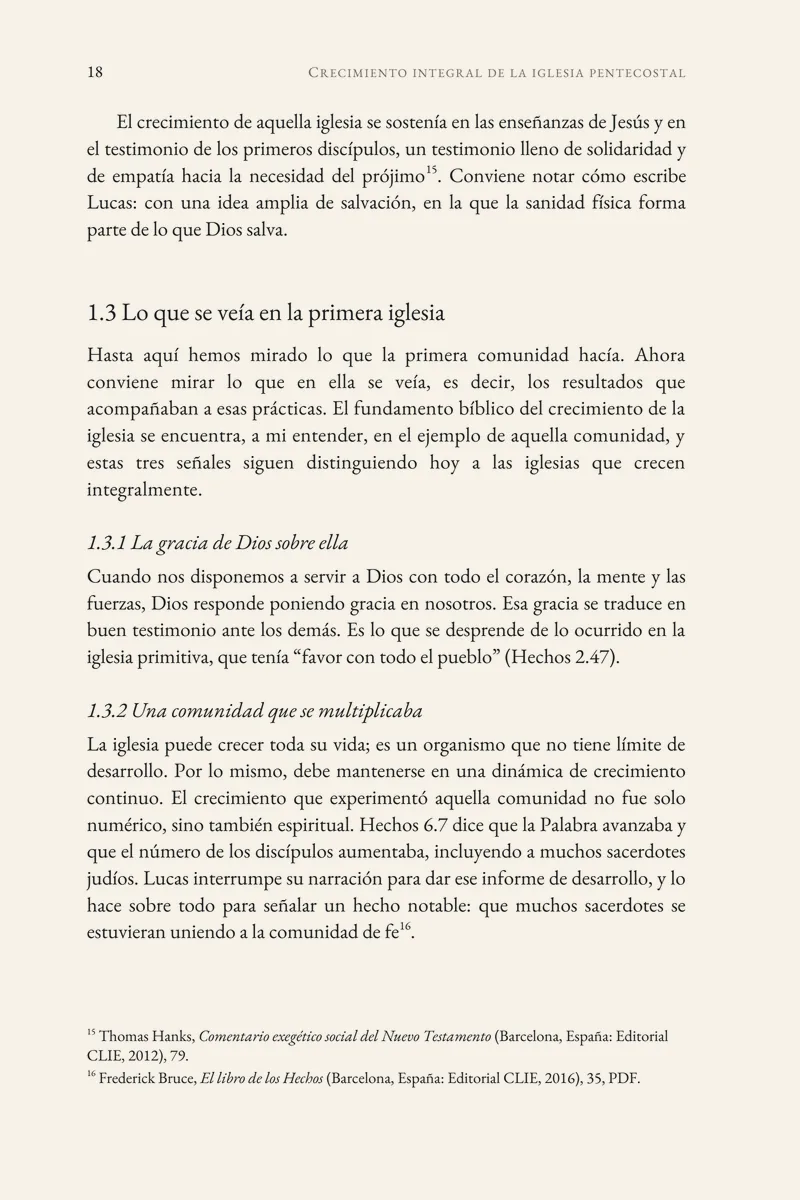 18
CRECIMIENTO INTEGRAL DE LA IGLESIA PENTECOSTAL
El crecimiento de aquella iglesia se sostenía en las enseñanzas de Jesús y en
el testimonio de los primeros discípulos, un testimonio lleno de solidaridad y
de empatía hacia la necesidad del prójimo15. Conviene notar cómo escribe
Lucas: con una idea amplia de salvación, en la que la sanidad física forma
parte de lo que Dios salva.
1.3 Lo que se veía en la primera iglesia
Hasta aquí hemos mirado lo que la primera comunidad hacía. Ahora
conviene mirar lo que en ella se veía, es decir, los resultados que
acompañaban a esas prácticas. El fundamento bíblico del crecimiento de la
iglesia se encuentra, a mi entender, en el ejemplo de aquella comunidad, y
estas tres señales siguen distinguiendo hoy a las iglesias que crecen
integralmente.
1.3.1 La gracia de Dios sobre ella
Cuando nos disponemos a servir a Dios con todo el corazón, la mente y las
fuerzas, Dios responde poniendo gracia en nosotros. Esa gracia se traduce en
buen testimonio ante los demás. Es lo que se desprende de lo ocurrido en la
iglesia primitiva, que tenía “favor con todo el pueblo” (Hechos 2.47).
1.3.2 Una comunidad que se multiplicaba
La iglesia puede crecer toda su vida; es un organismo que no tiene límite de
desarrollo. Por lo mismo, debe mantenerse en una dinámica de crecimiento
continuo. El crecimiento que experimentó aquella comunidad no fue solo
numérico, sino también espiritual. Hechos 6.7 dice que la Palabra avanzaba y
que el número de los discípulos aumentaba, incluyendo a muchos sacerdotes
judíos. Lucas interrumpe su narración para dar ese informe de desarrollo, y lo
hace sobre todo para señalar un hecho notable: que muchos sacerdotes se
estuvieran uniendo a la comunidad de fe16.
15 Thomas Hanks, Comentario exegético social del Nuevo Testamento (Barcelona, España: Editorial
CLIE, 2012), 79.
16 Frederick Bruce, El libro de los Hechos (Barcelona, España: Editorial CLIE, 2016), 35, PDF.